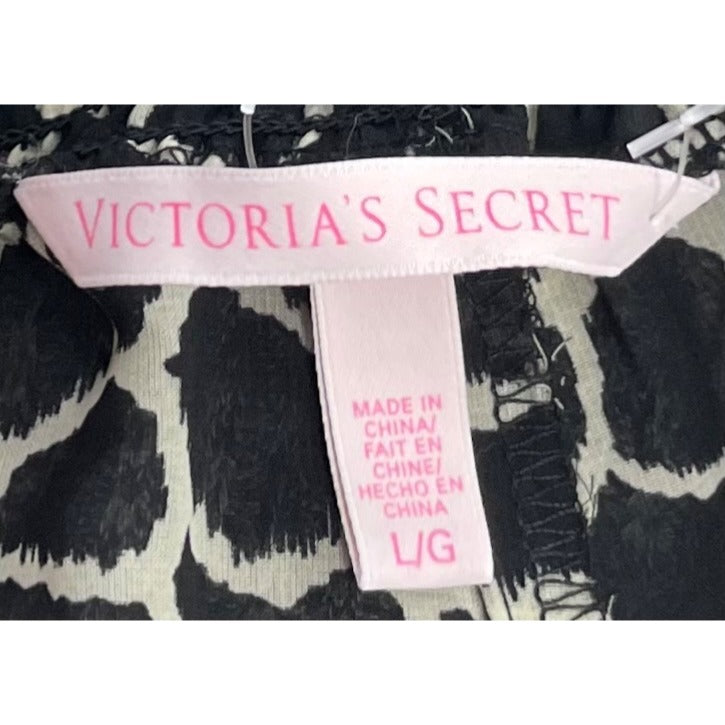 VICTORIA'S SECRET
MADE IN
CHINA/
FAIT EN
CHINE/
HECHO EN
CHINA
L/G